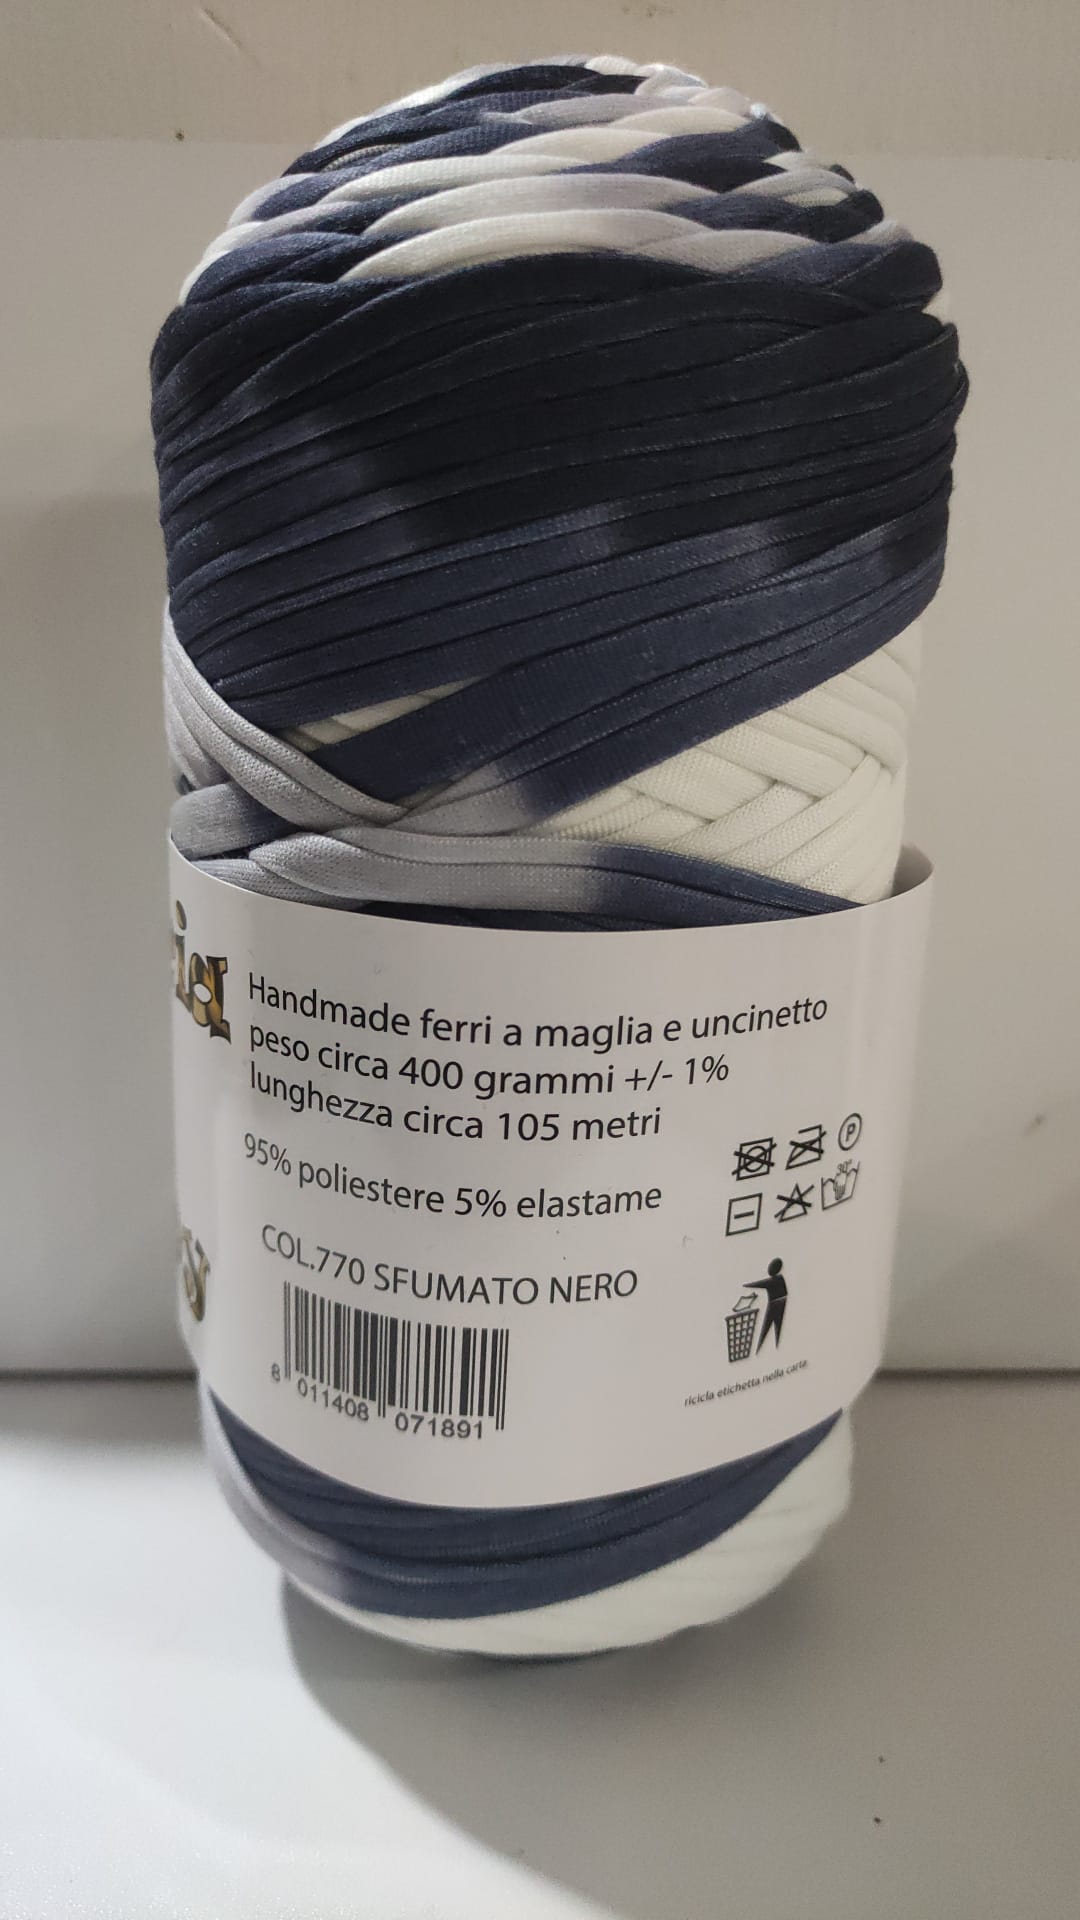 Handmade ferri a maglia e uncinetto
peso circa 400 grammi +/- 1%
lunghezza circa 105 metri
95% poliestere 5% elastame
P
30°
COL.770 SFUMATO NERO
8 011408 071891
ricicla etichetta nella carta